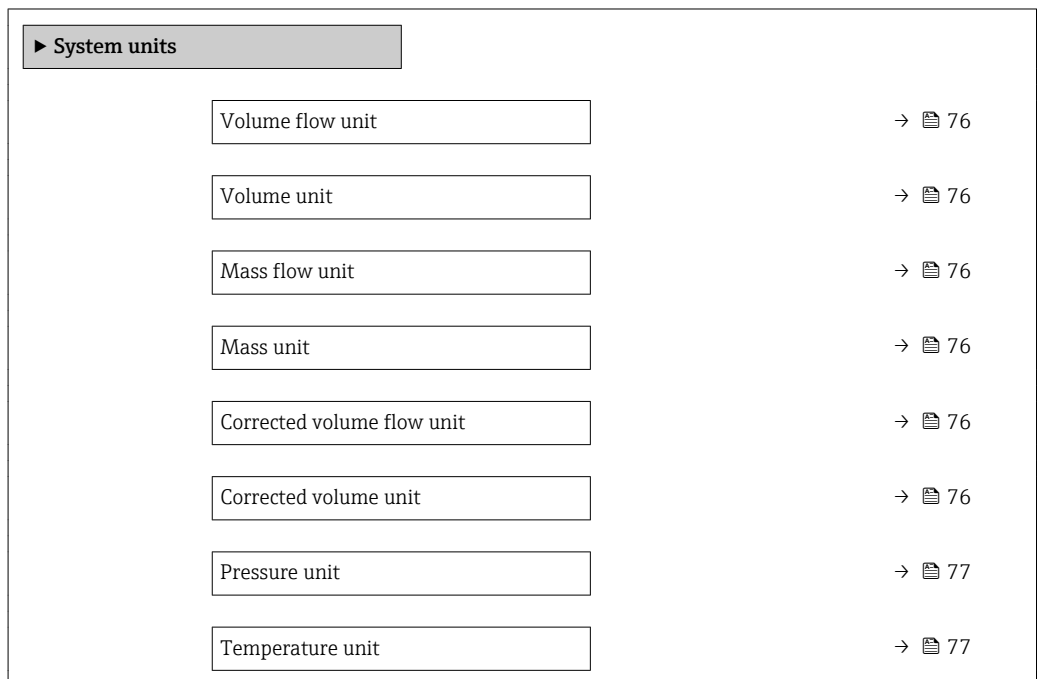 ▶ System units
Volume flow unit → 76
Volume unit → 76
Mass flow unit → 76
Mass unit → 76
Corrected volume flow unit → 76
Corrected volume unit → 76
Pressure unit → 77
Temperature unit → 77